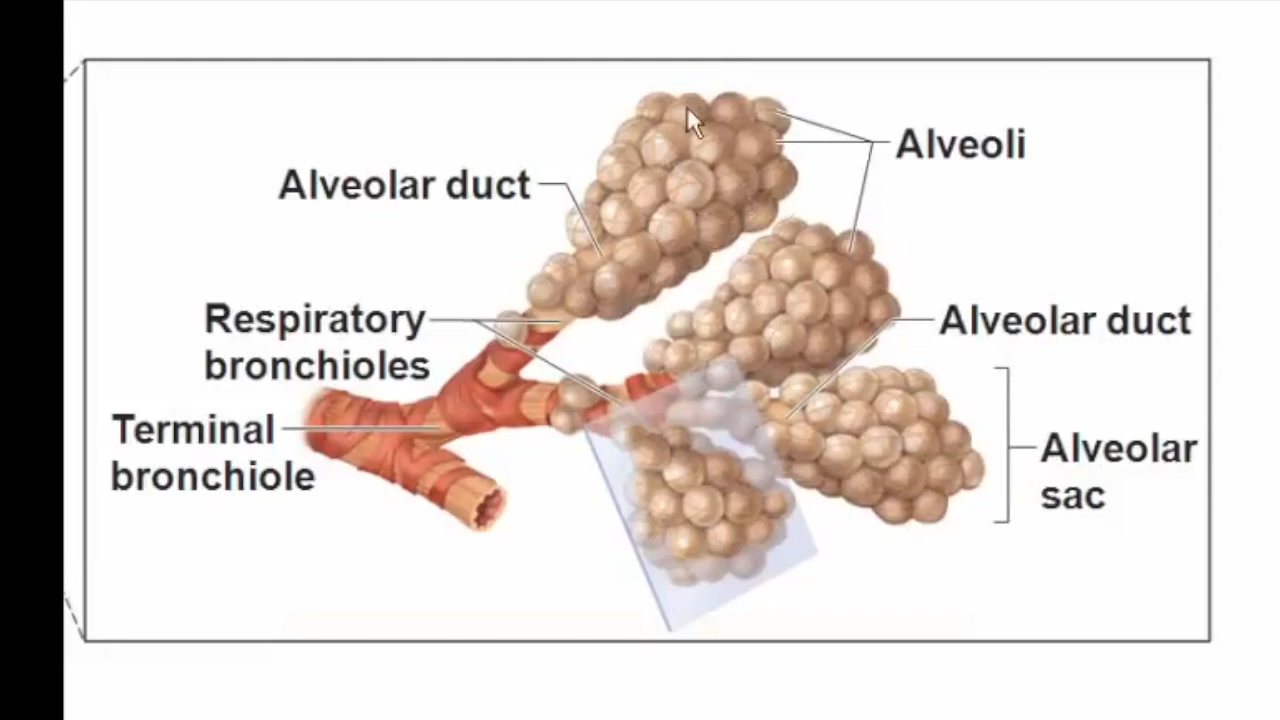 Alveoli
Alveolar duct
Respiratory
bronchioles
Alveolar duct
Terminal
bronchiole
Alveolar
sac